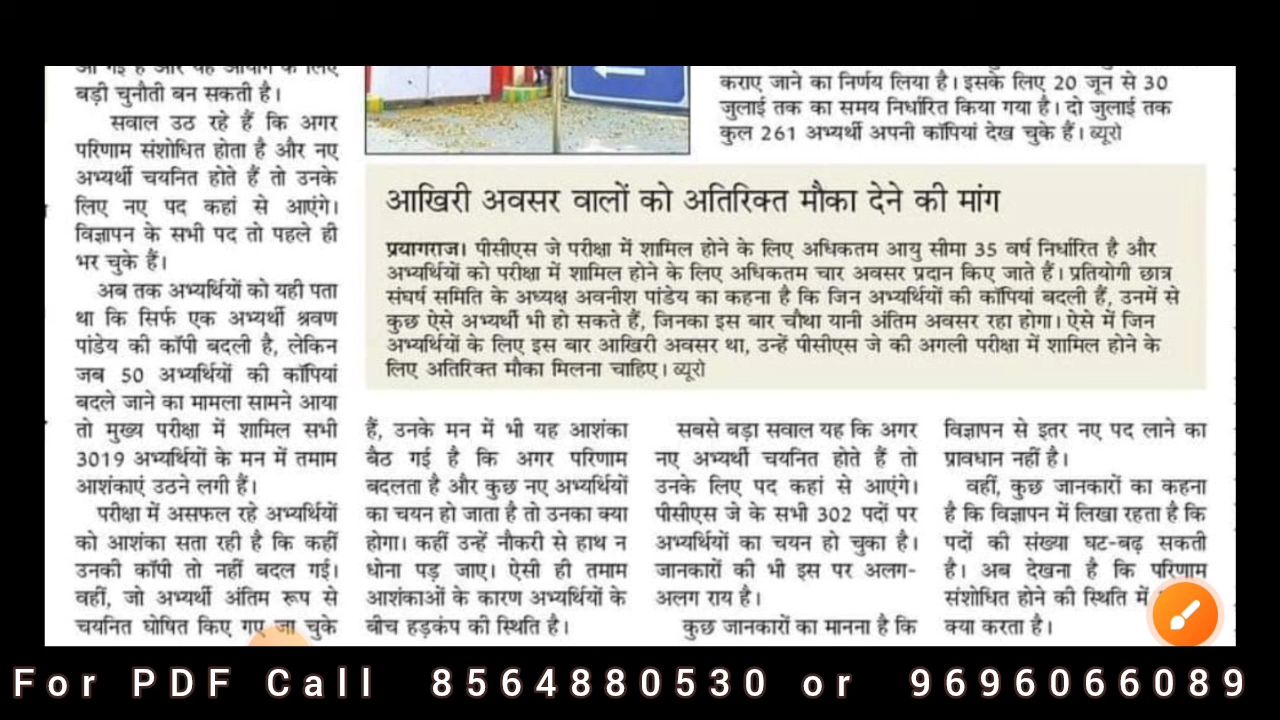 बड़ी चुनौती बन सकती है।
सवाल उठ रहे हैं कि अगर
परिणाम संशोधित होता है और नए
अभ्यर्थी चयनित होते हैं तो उनके
लिए नए पद कहां से आएंगे।
विज्ञापन के सभी पद तो पहले ही
भर चुके हैं।
अब तक अभ्यर्थियों को यही पता
था कि सिर्फ एक अभ्यर्थी श्रवण
पांडेय की कॉपी बदली है, लेकिन
जब 50 अभ्यर्थियों की कॉपियां
बदले जाने का मामला सामने आया
तो मुख्य परीक्षा में शामिल सभी
3019 अभ्यर्थियों के मन में तमाम
आशंकाएं उठने लगी हैं।
परीक्षा में असफल रहे अभ्यर्थियों
को आशंका सता रही है कि कहीं
उनकी कॉपी तो नहीं बदल गई।
वहीं, जो अभ्यर्थी अंतिम रूप से
चयनित घोषित किए गए जा चुके
कराए जाने का निर्णय लिया है। इसके लिए 20 जून से 30
जुलाई तक का समय निर्धारित किया गया है। दो जुलाई तक
कुल 261 अभ्यर्थी अपनी कॉपियां देख चुके हैं। ब्यूरो
आखिरी अवसर वालों को अतिरिक्त मौका देने की मांग
प्रयागराज। पीसीएस जे परीक्षा में शामिल होने के लिए अधिकतम आयु सीमा 35 वर्ष निर्धारित है और
अभ्यर्थियों को परीक्षा में शामिल होने के लिए अधिकतम चार अवसर प्रदान किए जाते हैं। प्रतियोगी छात्र
संघर्ष समिति के अध्यक्ष अवनीश पांडेय का कहना है कि जिन अभ्यर्थियों की कॉपियां बदली हैं, उनमें से
कुछ ऐसे अभ्यर्थी भी हो सकते हैं, जिनका इस बार चौथा यानी अंतिम अवसर रहा होगा। ऐसे में जिन
अभ्यर्थियों के लिए इस बार आखिरी अवसर था, उन्हें पीसीएस जे की अगली परीक्षा में शामिल होने के
लिए अतिरिक्त मौका मिलना चाहिए। ब्यूरो
हैं, उनके मन में भी यह आशंका
बैठ गई है कि अगर परिणाम
बदलता है और कुछ नए अभ्यर्थियों
का चयन हो जाता है तो उनका क्या
होगा। कहीं उन्हें नौकरी से हाथ न
धोना पड़ जाए। ऐसी ही तमाम
आशंकाओं के कारण अभ्यर्थियों के
बीच हड़कंप की स्थिति है।
सबसे बड़ा सवाल यह कि अगर
नए अभ्यर्थी चयनित होते हैं तो
उनके लिए पद कहां से आएंगे।
पीसीएस जे के सभी 302 पदों पर
अभ्यर्थियों का चयन हो चुका है।
जानकारों की भी इस पर अलग-
अलग राय है।
कुछ जानकारों का मानना है कि
विज्ञापन से इतर नए पद लाने का
प्रावधान नहीं है।
वहीं, कुछ जानकारों का कहना
है कि विज्ञापन में लिखा रहता है कि
पदों की संख्या घट-बढ़ सकती
है। अब देखना है कि परिणाम
संशोधित होने की स्थिति में
क्या करता है।
For PDF Call 8564880530 or 9696066089